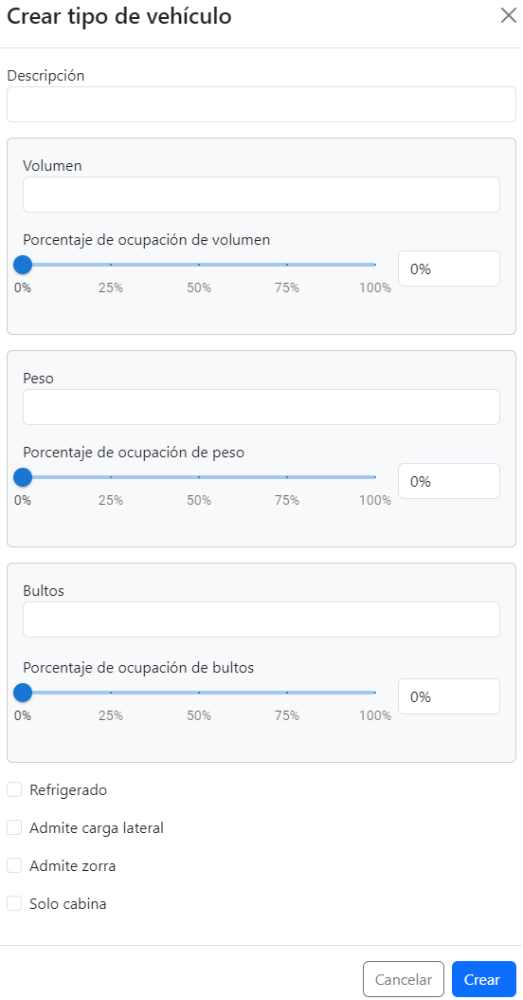 Crear tipo de vehículo
Descripción
Volumen
Porcentaje de ocupación de volumen
0%
0% 25% 50% 75% 100%
Peso
Porcentaje de ocupación de peso
0%
0% 25% 50% 75% 100%
Bultos
Porcentaje de ocupación de bultos
0%
0% 25% 50% 75% 100%
Refrigerado
Admite carga lateral
Admite zorra
Solo cabina
Cancelar Crear